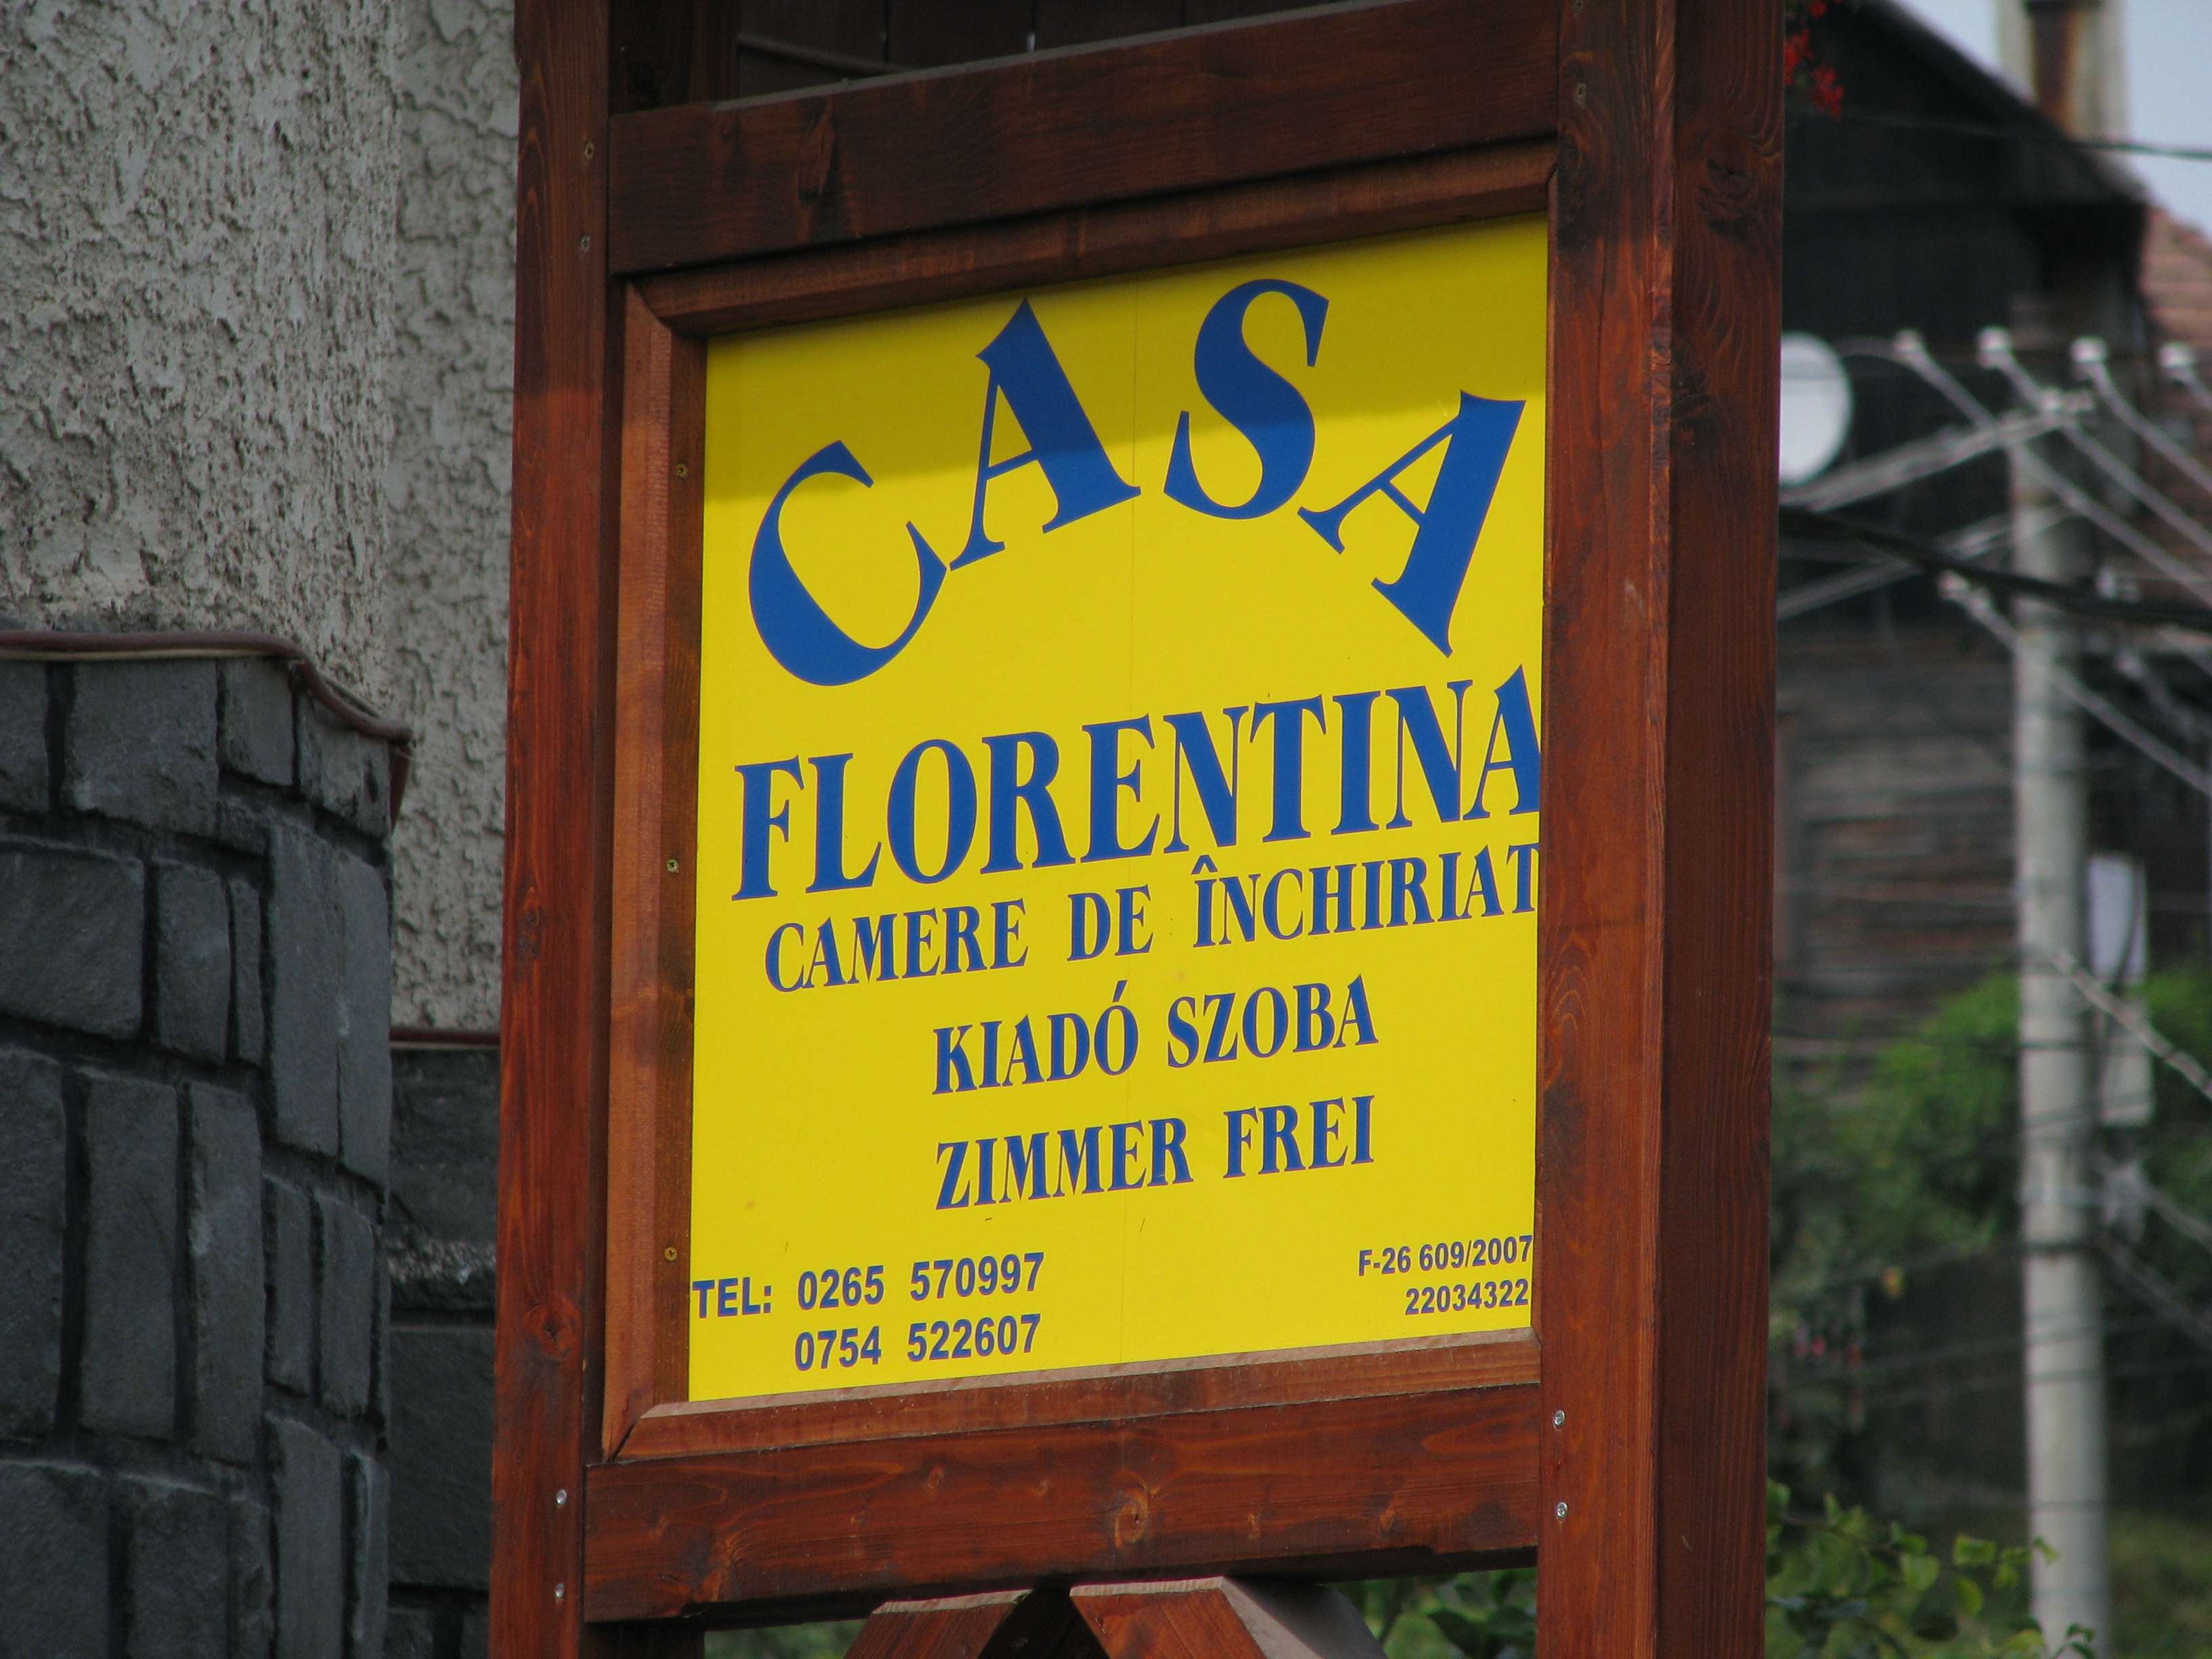 CASA
FLORENTINA
CAMERE DE ÎNCHIRIAT
KIADÓ SZOBA
ZIMMER FREI
TEL: 0265 570997
0754 522607
F-26 609/2007
22034322